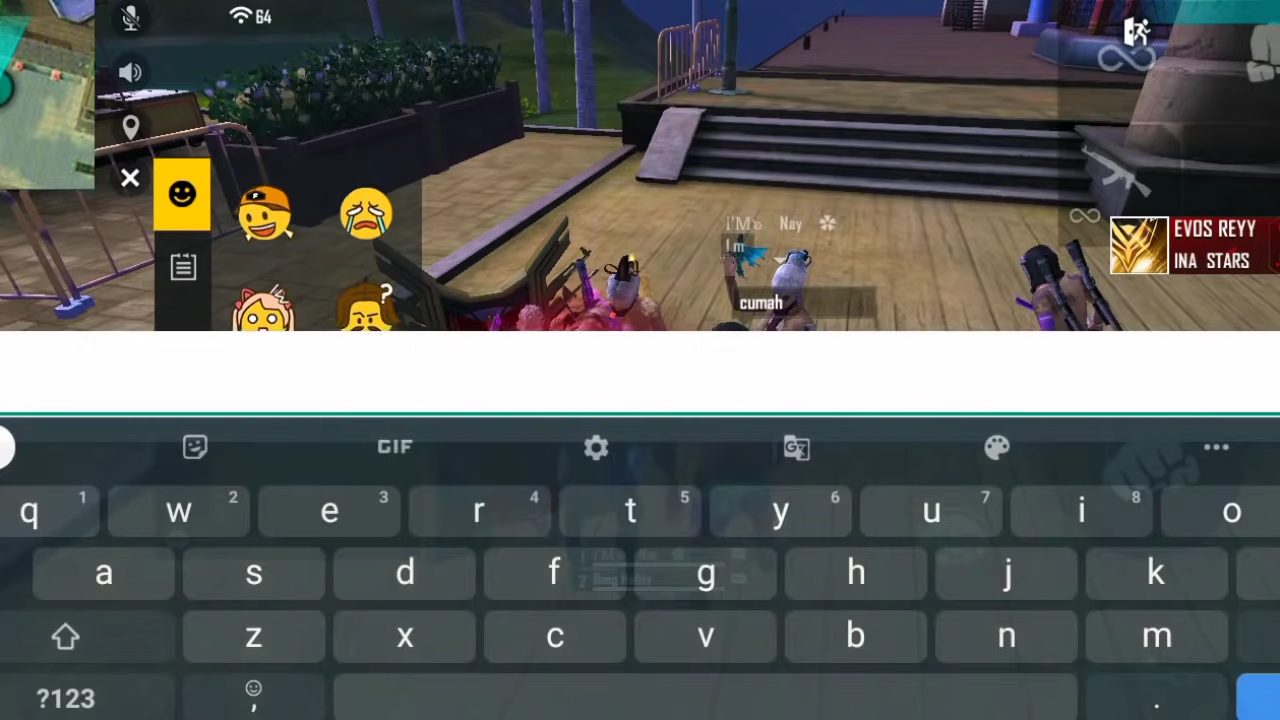 64
i'M
Nay
I m
cumah
EVOS REYY
INA STARS
GIF
q 1 w 2 e 3 r 4 t 5 y 6 u 7 i 8 o
a s d f g h j k
z x c v b n m
?123 , .